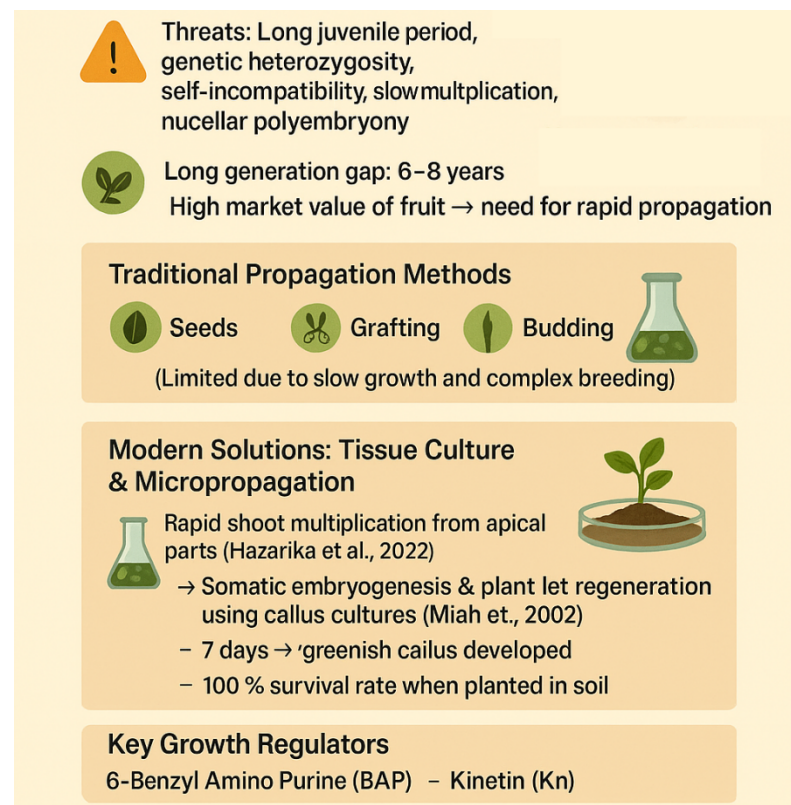 Threats: Long juvenile period,
genetic heterozygosity,
self-incompatibility, slowmultplication,
nucellar polyembryony
Long generation gap: 6–8 years
High market value of fruit → need for rapid propagation
Traditional Propagation Methods
Seeds Grafting Budding
(Limited due to slow growth and complex breeding)
Modern Solutions: Tissue Culture
& Micropropagation
Rapid shoot multiplication from apical
parts (Hazarika et al., 2022)
→ Somatic embryogenesis & plant let regeneration
using callus cultures (Miah et., 2002)
– 7 days → ‘greenish cailus developed
– 100 % survival rate when planted in soil
Key Growth Regulators
6-Benzyl Amino Purine (BAP) – Kinetin (Kn)